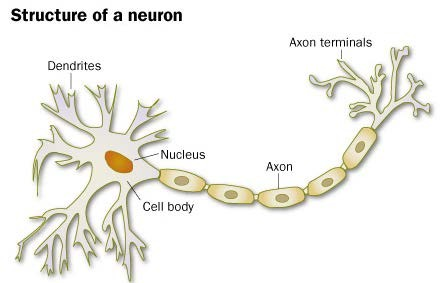 Structure of a neuron
Axon terminals
Dendrites
Nucleus
Axon
Cell body